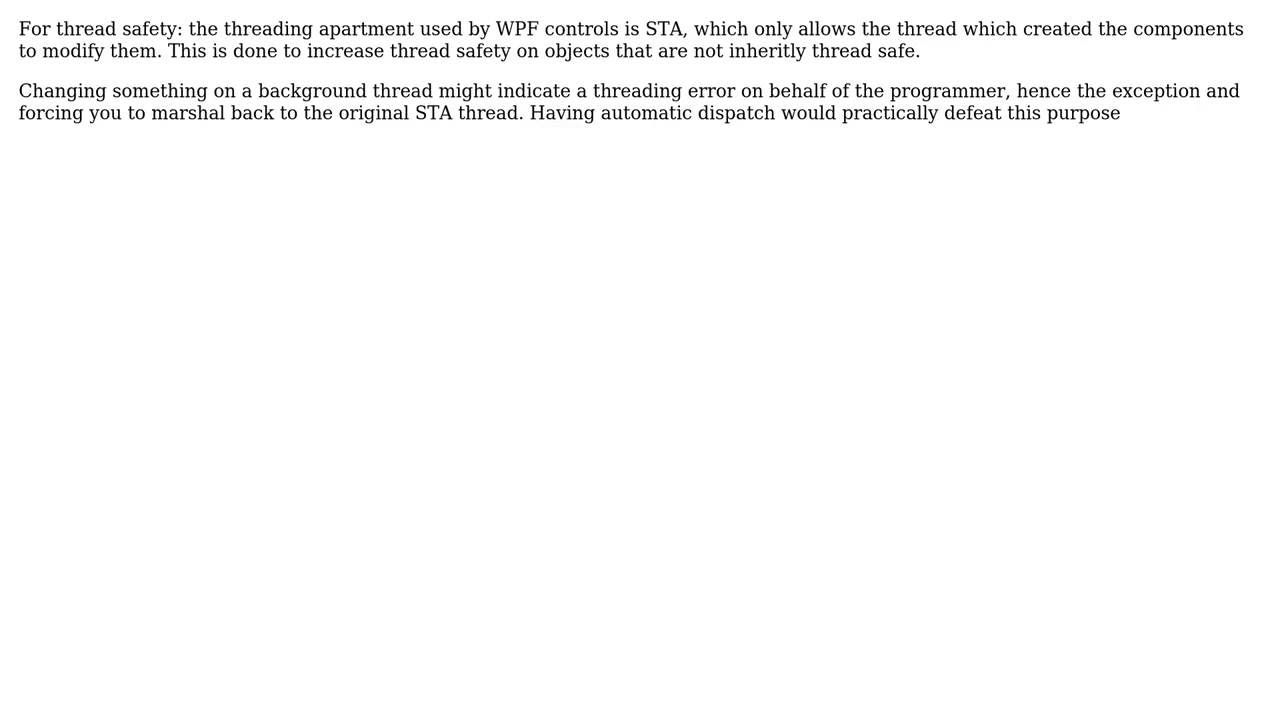 For thread safety: the threading apartment used by WPF controls is STA, which only allows the thread which created the components
to modify them. This is done to increase thread safety on objects that are not inheritly thread safe.
Changing something on a background thread might indicate a threading error on behalf of the programmer, hence the exception and
forcing you to marshal back to the original STA thread. Having automatic dispatch would practically defeat this purpose